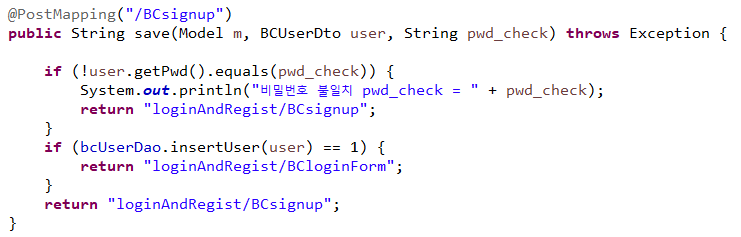 @PostMapping("/BCsignup")
public String save(Model m, BCUserDto user, String pwd_check) throws Exception {
if (!user.getPwd().equals(pwd_check)) {
System.out.println("비밀번호 불일치 pwd_check = " + pwd_check);
return "loginAndRegist/BCsignup";
}
if (bcUserDao.insertUser(user) == 1) {
return "loginAndRegist/BCloginForm";
}
return "loginAndRegist/BCsignup";
}